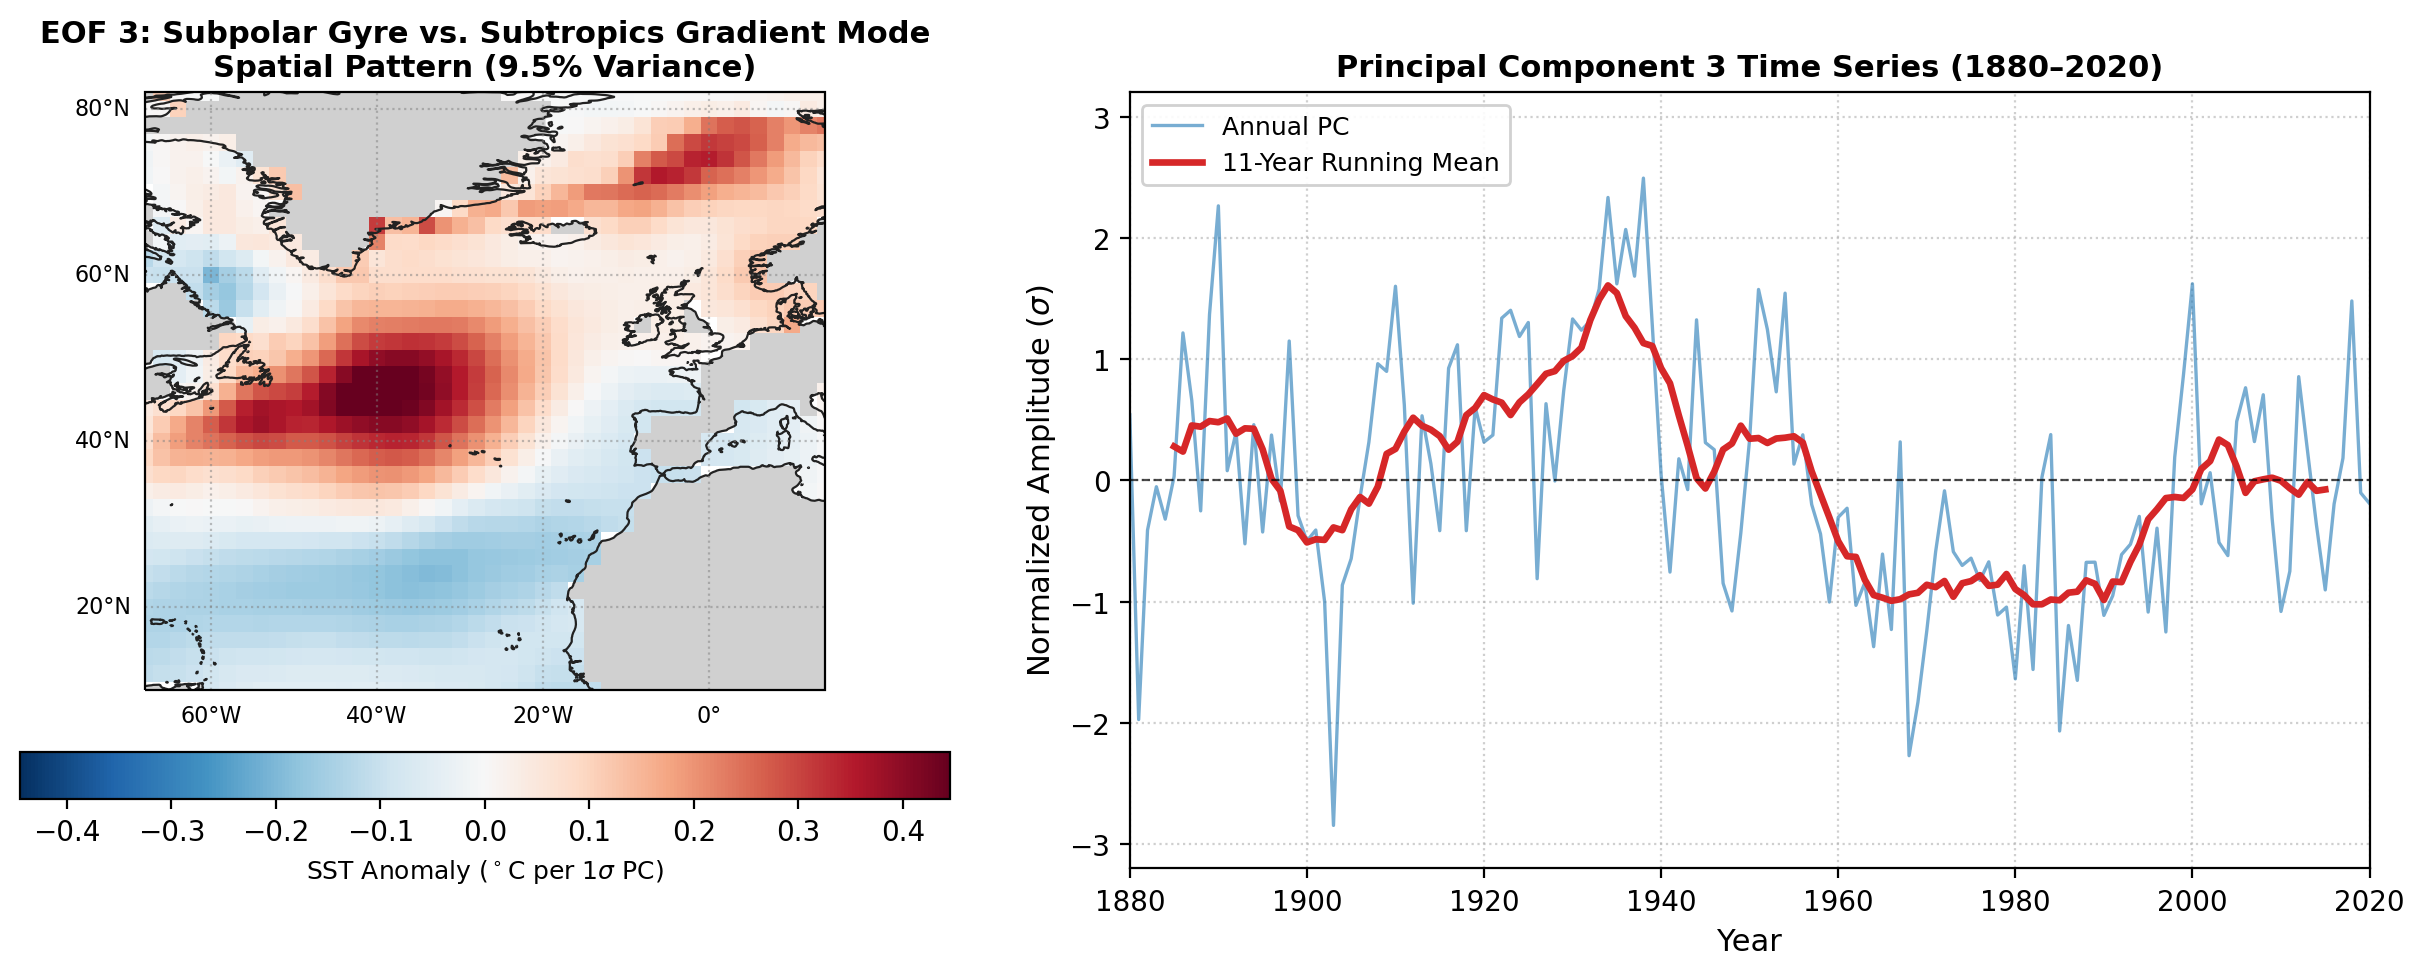 EOF 3: Subpolar Gyre vs. Subtropics Gradient Mode
Spatial Pattern (9.5% Variance)
80°N
60°N
40°N
20°N
60°W
40°W
20°W
0°
−0.4
−0.3
−0.2
−0.1
0.0
0.1
0.2
0.3
0.4
SST Anomaly (°C per 1σ PC)
Principal Component 3 Time Series (1880–2020)
Annual PC
11-Year Running Mean
Normalized Amplitude (σ)
3
2
1
0
−1
−2
−3
1880
1900
1920
1940
1960
1980
2000
2020
Year